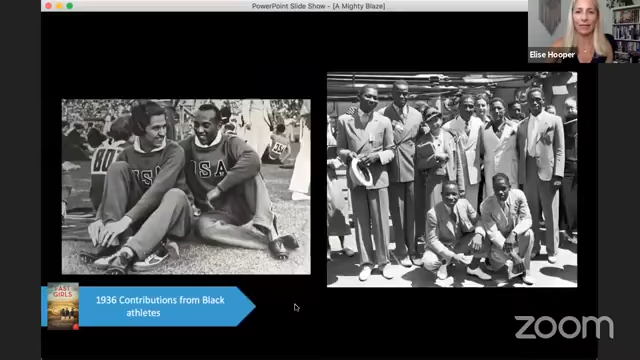 PowerPoint Slide Show - [A Mighty Blaze]
Elise Hooper
USA
USA
FAST
GIRLS
1936 Contributions from Black
athletes
zoom